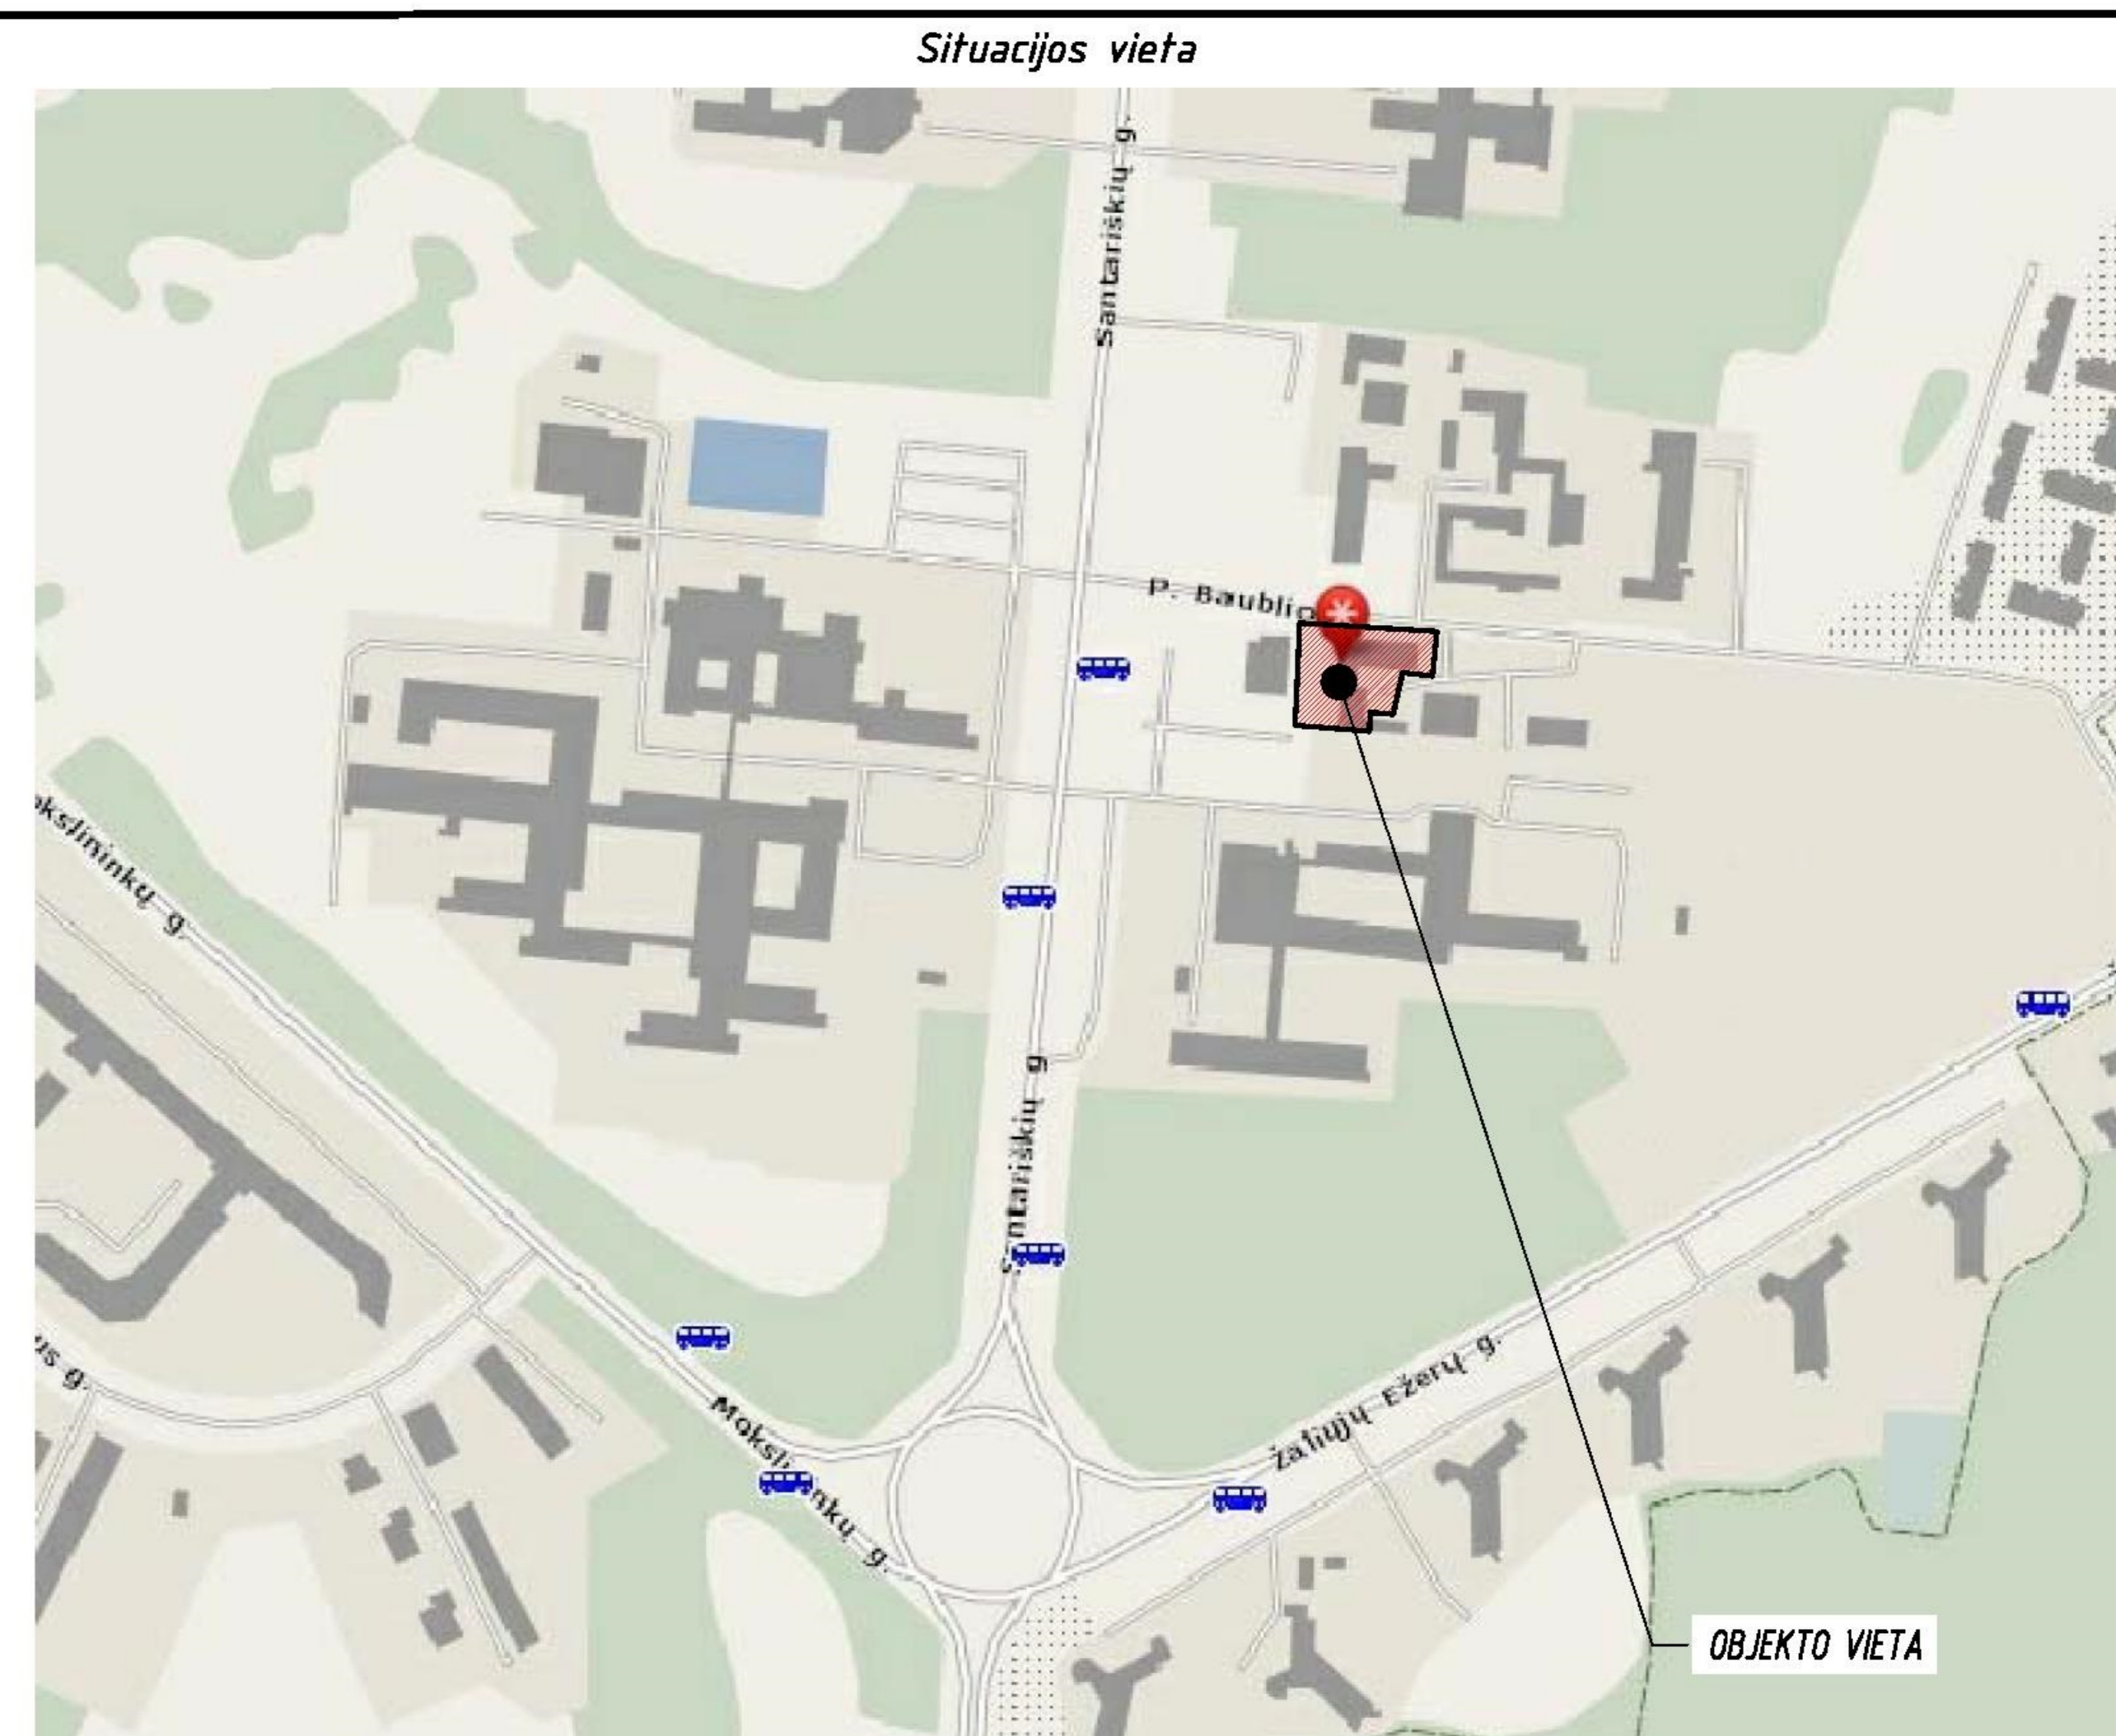 Situacijos vieta
Santariškių g.
P. Baublio
okslininkų g.
Santariškių g
us g.
Mokslininkų g.
Žaliųjų Ežerų g.
OBJEKTO VIETA